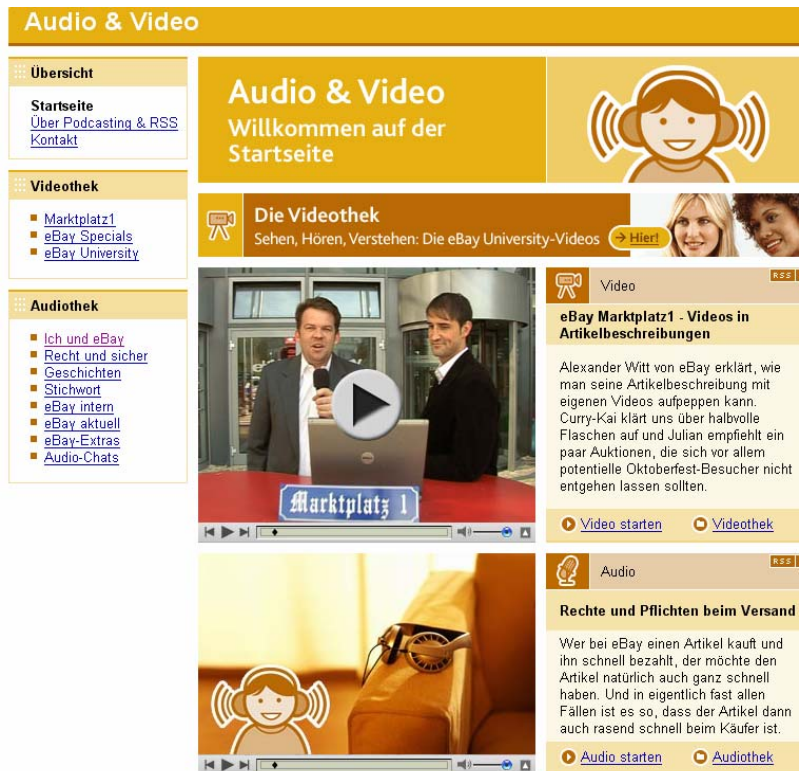 Audio & Video
Übersicht
Startseite
Über Podcasting & RSS
Kontakt
Videothek
Marktplatz1
eBay Specials
eBay University
Audiothek
Ich und eBay
Recht und sicher
Geschichten
Stichwort
eBay intern
eBay aktuell
eBay-Extras
Audio-Chats
Audio & Video
Willkommen auf der
Startseite
Die Videothek
Sehen, Hören, Verstehen: Die eBay University-Videos
Hier!
Marktplatz 1
Video
RSS
eBay Marktplatz1 - Videos in
Artikelbeschreibungen
Alexander Witt von eBay erklärt, wie
man seine Artikelbeschreibung mit
eigenen Videos aufpeppen kann.
Curry-Kai klärt uns über halbvolle
Flaschen auf und Julian empfiehlt ein
paar Auktionen, die sich vor allem
potentielle Oktoberfest-Besucher nicht
entgehen lassen sollten.
Video starten Videothek
Audio
RSS
Rechte und Pflichten beim Versand
Wer bei eBay einen Artikel kauft und
ihn schnell bezahlt, der möchte den
Artikel natürlich auch ganz schnell
haben. Und in eigentlich fast allen
Fällen ist es so, dass der Artikel dann
auch rasend schnell beim Käufer ist.
Audio starten Audiothek